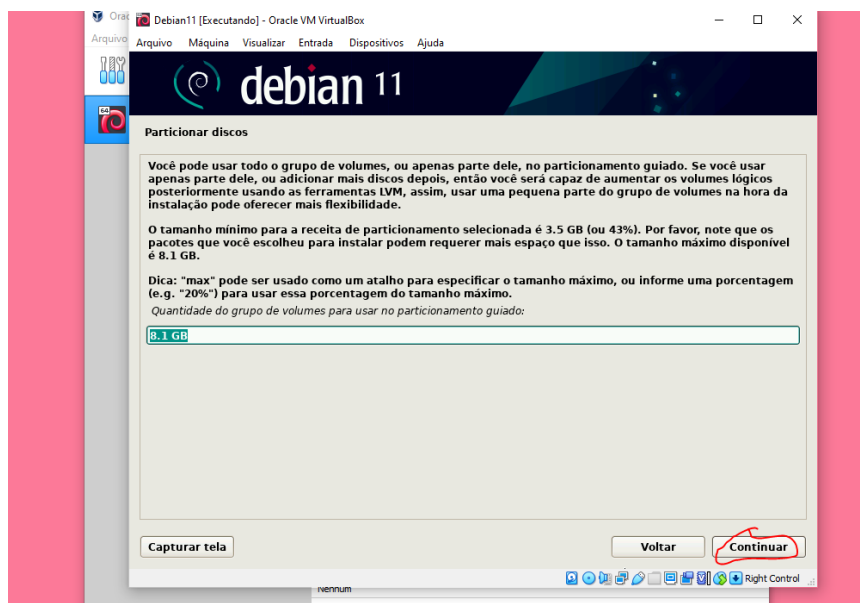 Orac
Debian11 [Executando] - Oracle VM VirtualBox
Arquivo
Arquivo Máquina Visualizar Entrada Dispositivos Ajuda
debian 11
64
Particionar discos
Você pode usar todo o grupo de volumes, ou apenas parte dele, no particionamento guiado. Se você usar
apenas parte dele, ou adicionar mais discos depois, então você será capaz de aumentar os volumes lógicos
posteriormente usando as ferramentas LVM, assim, usar uma pequena parte do grupo de volumes na hora da
instalação pode oferecer mais flexibilidade.
O tamanho mínimo para a receita de particionamento selecionada é 3.5 GB (ou 43%). Por favor, note que os
pacotes que você escolheu para instalar podem requerer mais espaço que isso. O tamanho máximo disponível
é 8.1 GB.
Dica: "max" pode ser usado como um atalho para especificar o tamanho máximo, ou informe uma porcentagem
(e.g. "20%") para usar essa porcentagem do tamanho máximo.
Quantidade do grupo de volumes para usar no particionamento guiado:
8.1 GB
Capturar tela
Voltar
Continuar
Right Control
Nenhum